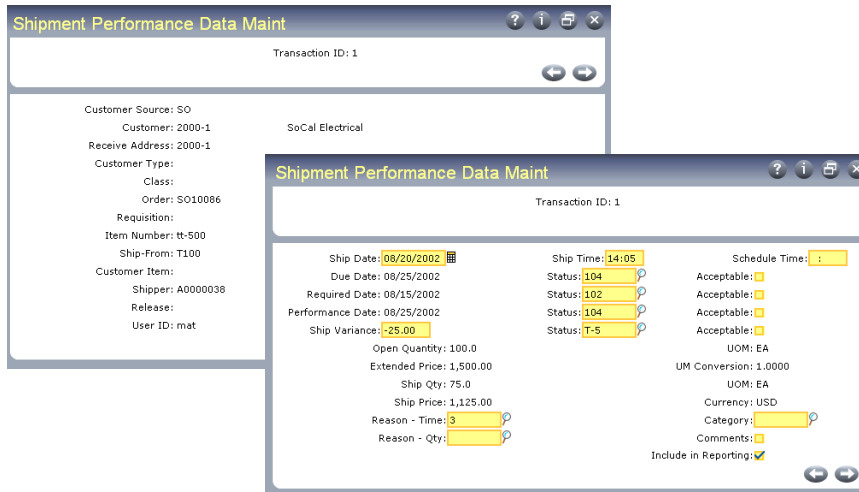 Shipment Performance Data Maint
Transaction ID: 1
Customer Source: SO
Customer: 2000-1 SoCal Electrical
Receive Address: 2000-1
Customer Type:
Class:
Order: SO10086
Requisition:
Item Number: tt-500
Ship-From: T100
Customer Item:
Shipper: A0000038
Release:
User ID: mat
Shipment Performance Data Maint
Transaction ID: 1
Ship Date: 08/20/2002 Ship Time: 14:05 Schedule Time: :
Due Date: 08/25/2002 Status: 104 Acceptable:
Required Date: 08/15/2002 Status: 102 Acceptable:
Performance Date: 08/25/2002 Status: 104 Acceptable:
Ship Variance: -25.00 Status: T-5 Acceptable:
Open Quantity: 100.0 UOM: EA
Extended Price: 1,500.00 UM Conversion: 1.0000
Ship Qty: 75.0 UOM: EA
Ship Price: 1,125.00 Currency: USD
Reason - Time: 3 Category:
Reason - Qty: Comments:
Include in Reporting: